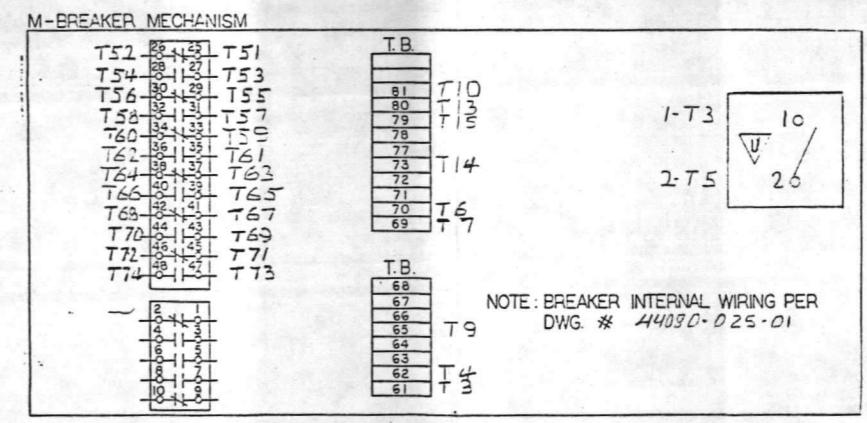 M-BREAKER MECHANISM
T52 26 25 T51
T54 28 27 T53
T56 30 29 T55
T58 32 31 T57
T60 34 33 T59
T62 36 35 T61
T64 38 37 T63
T66 40 39 T65
T68 42 41 T67
T70 44 43 T69
T72 46 45 T71
T74 48 47 T73
2 1
4 3
6 5
8 7
10 9
T.B.
81 T10
80 T13
79 T15
78
77
73 T14
72
71
70 T6
69 T7
T.B.
68
67
66
65 T9
64
63
62 T4
61 T3
1-T3 1
U
2-T5 2
NOTE: BREAKER INTERNAL WIRING PER
DWG. # 44090-025-01